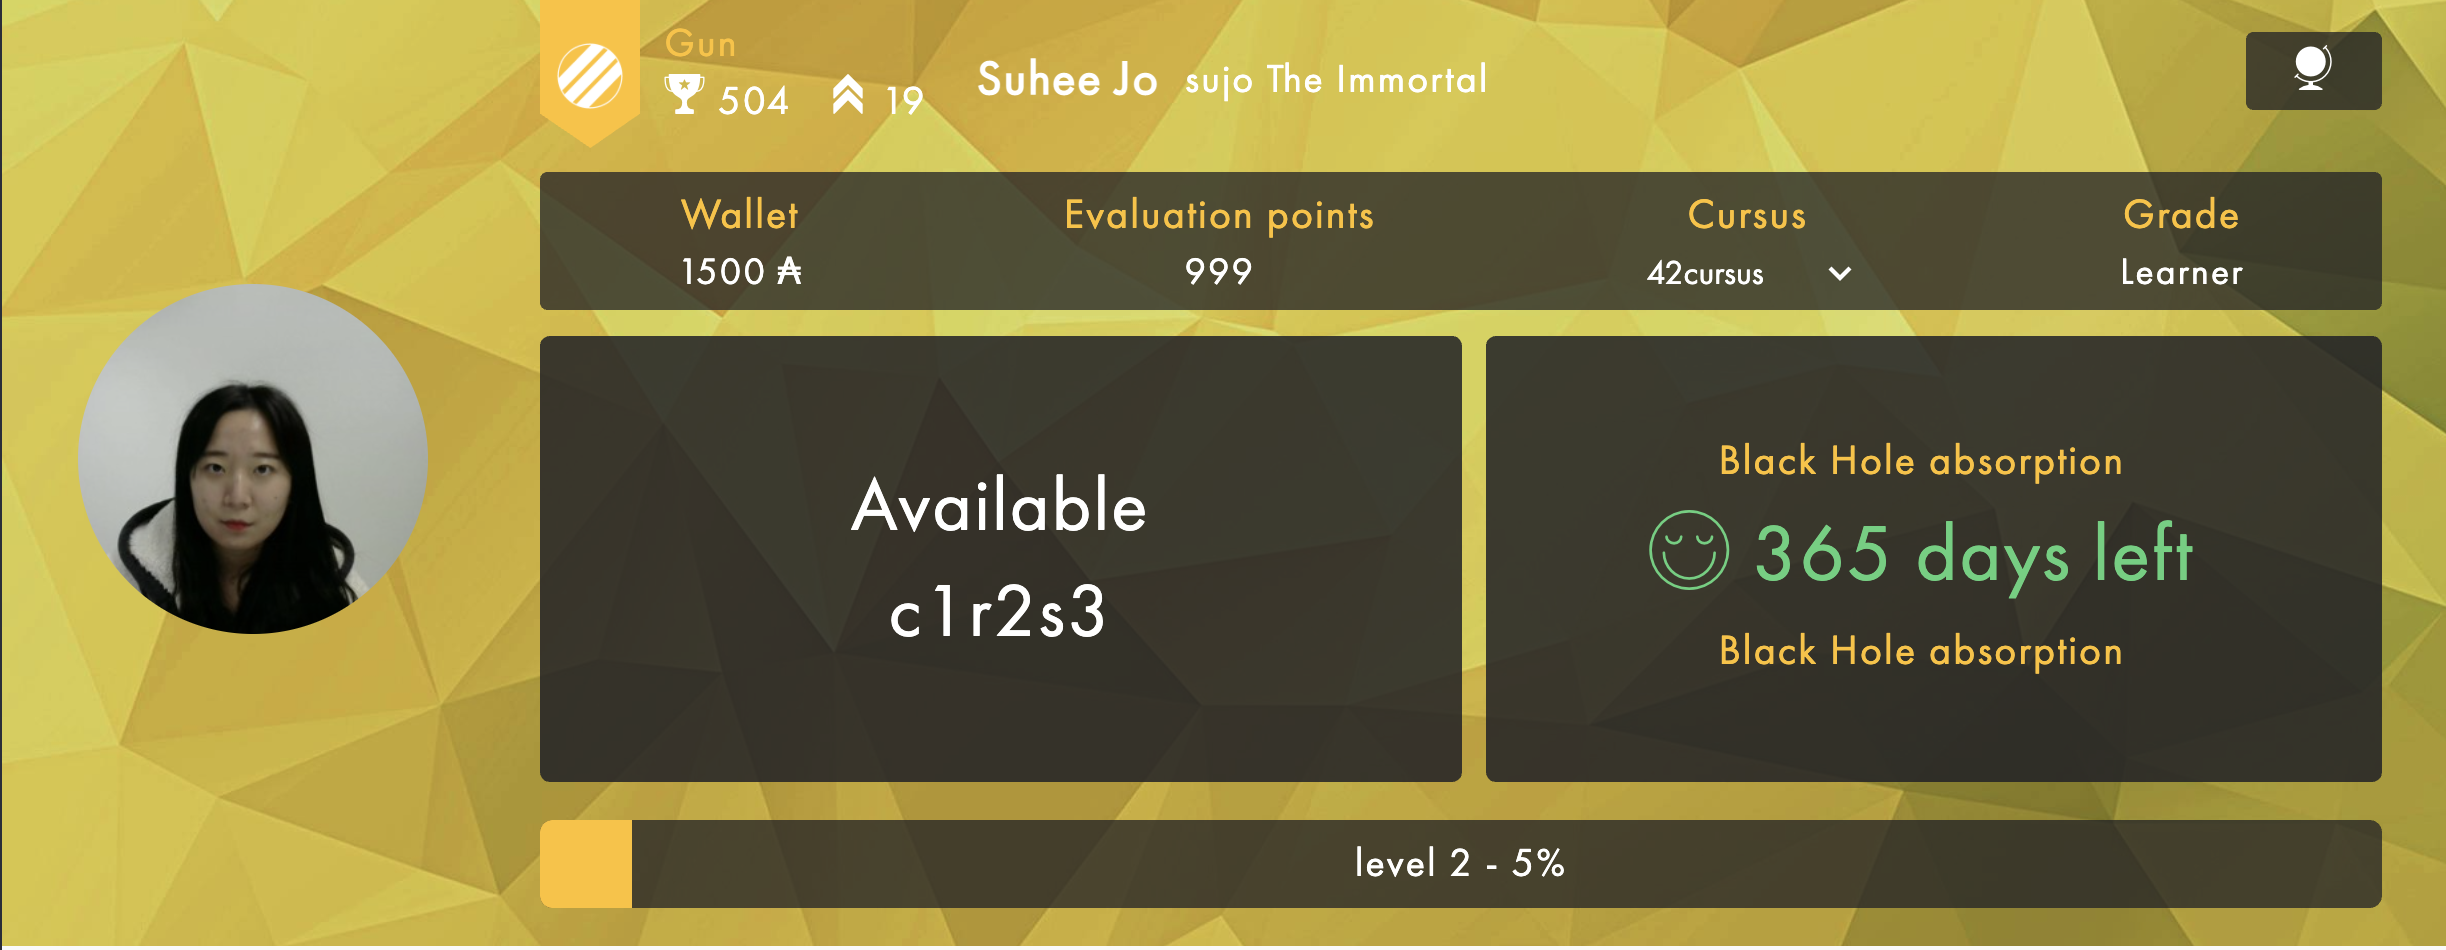 Gun
504 19
Suhee Jo sujo The Immortal
Wallet
1500 ₳
Evaluation points
999
Cursus
42cursus
Grade
Learner
Available
c1r2s3
Black Hole absorption
365 days left
Black Hole absorption
level 2 - 5%